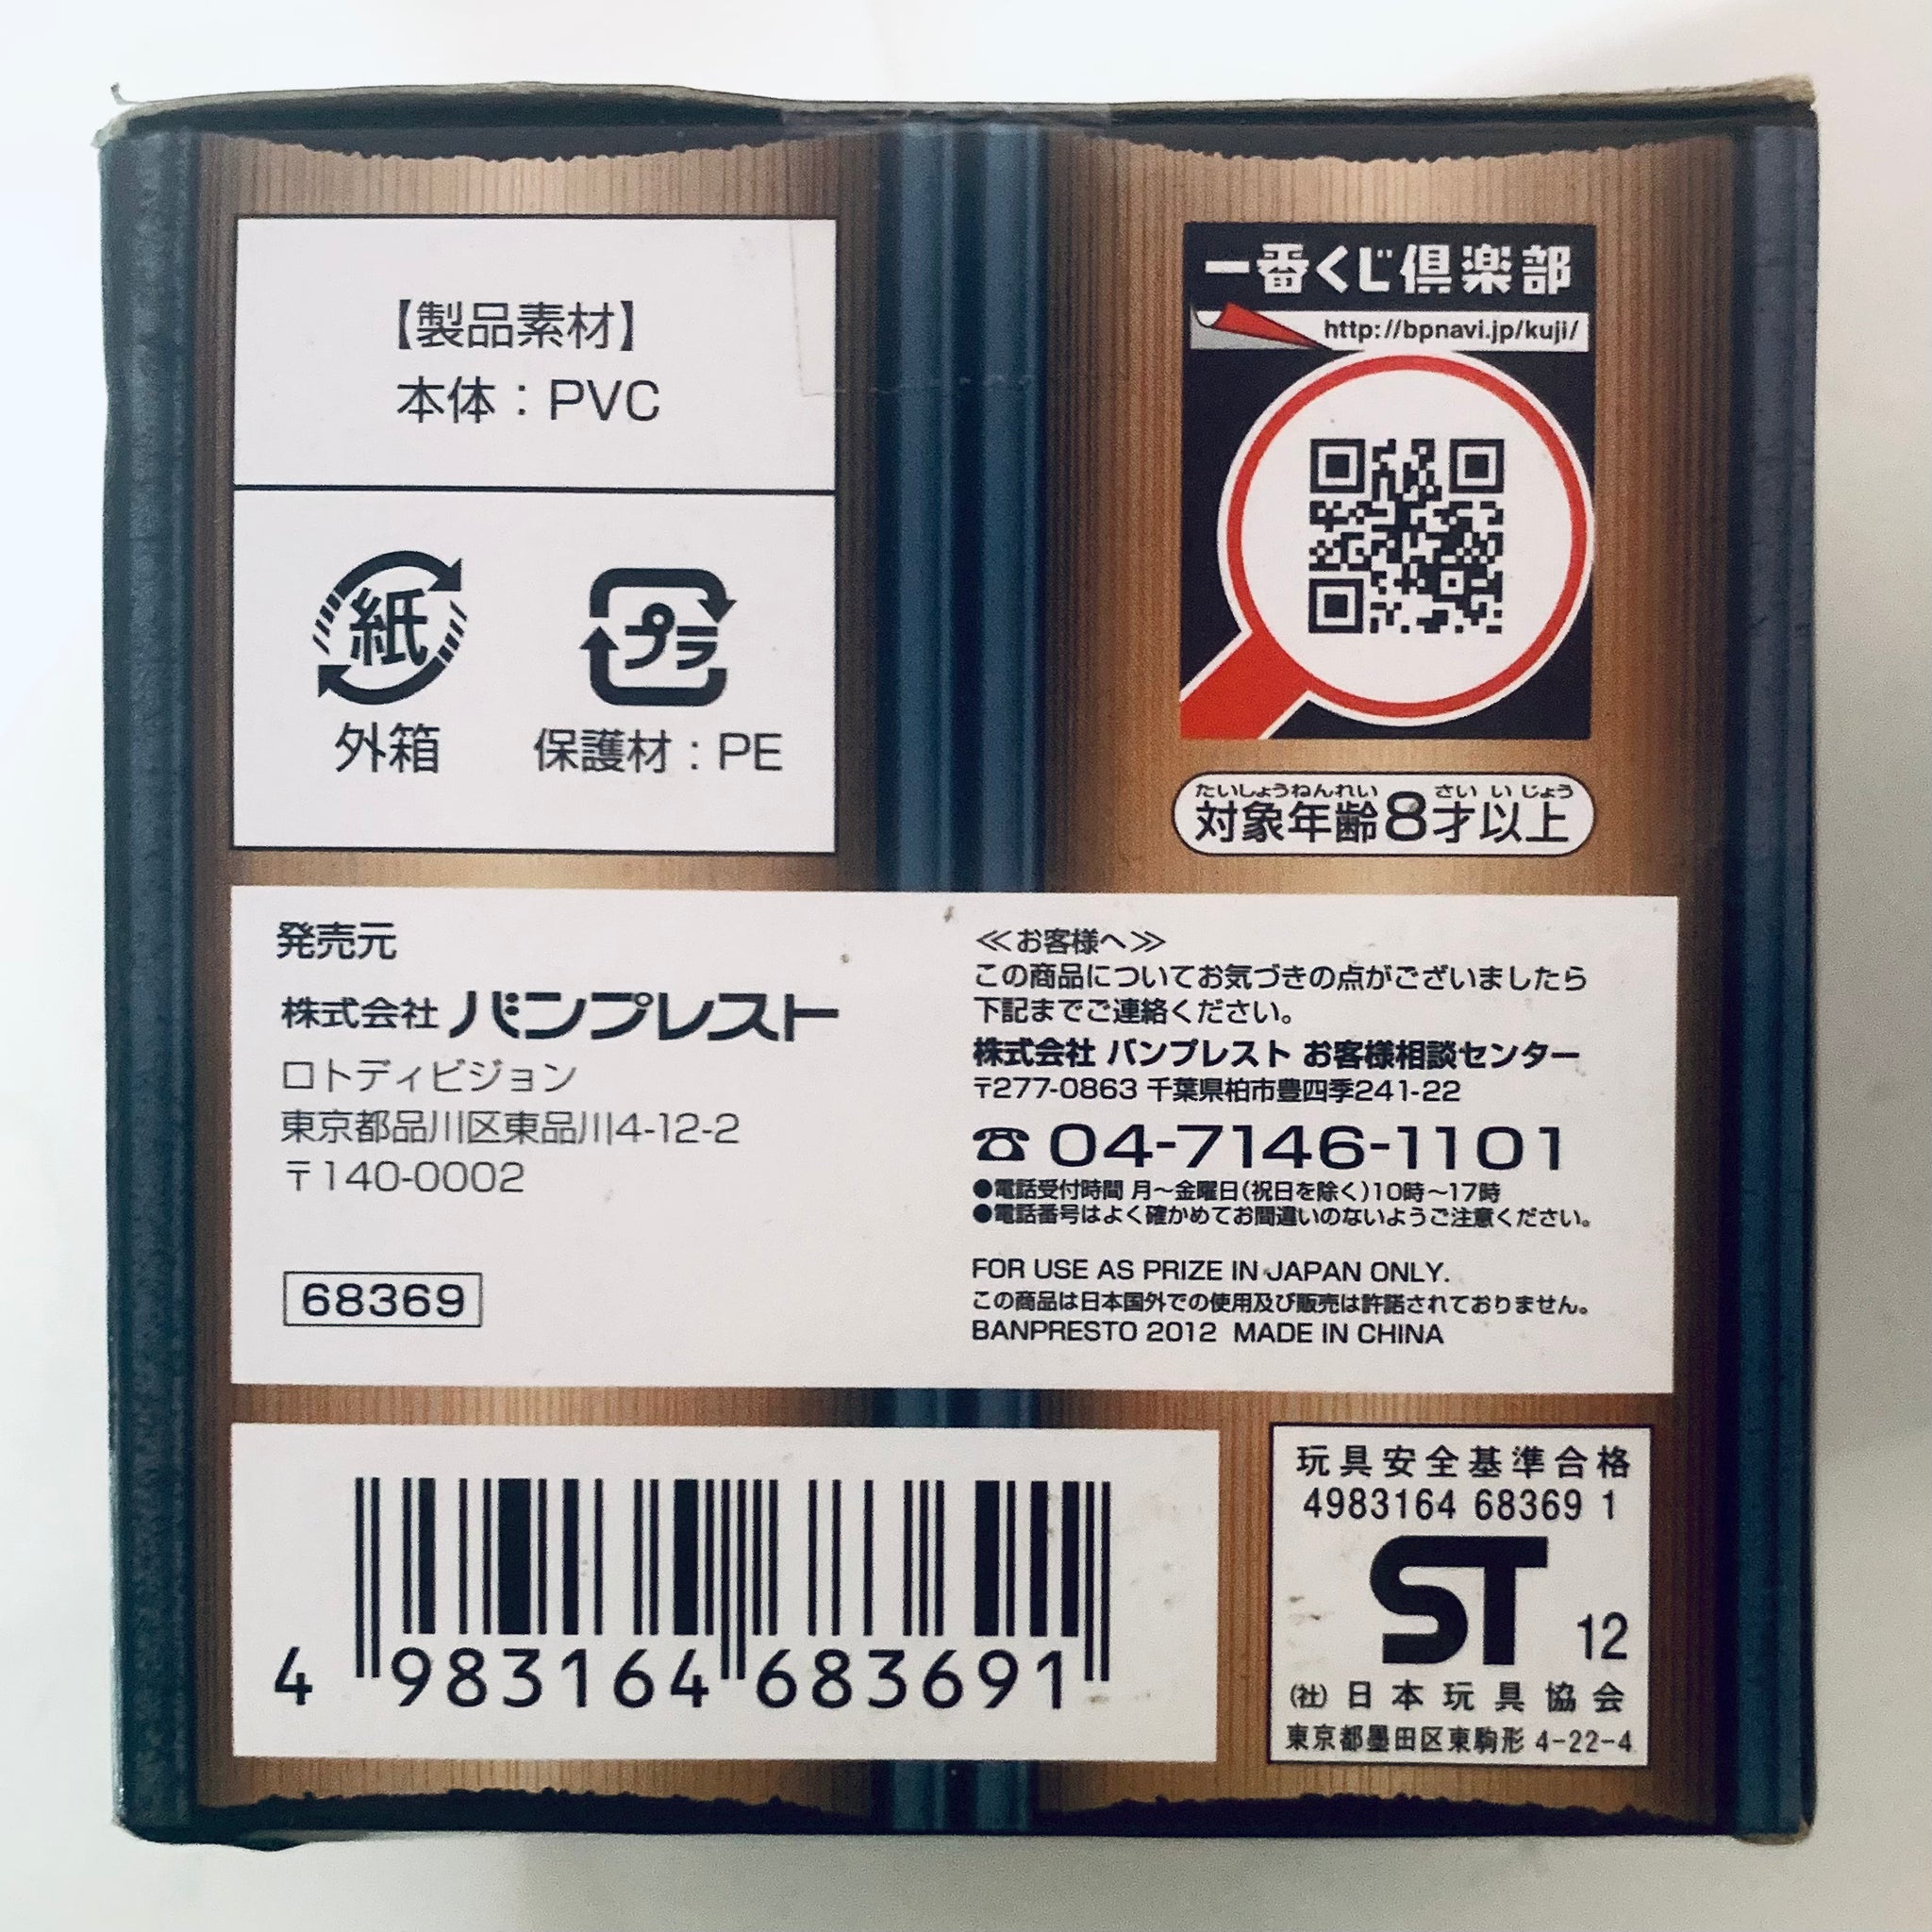 【製品素材】
本体：PVC
紙
外箱
プラ
保護材：PE
一番くじ倶楽部
http://bpnavi.jp/kuji/
たいしょうねんれい さい いじょう
対象年齢8才以上
発売元
株式会社 バンプレスト
ロトディビジョン
東京都品川区東品川4-12-2
〒140-0002
68369
≪お客様へ≫
この商品についてお気づきの点がございましたら
下記までご連絡ください。
株式会社 バンプレスト お客様相談センター
〒277-0863 千葉県柏市豊四季241-22
☎04-7146-1101
●電話受付時間 月～金曜日(祝日を除く)10時～17時
●電話番号はよく確かめてお間違いのないようご注意ください。
FOR USE AS PRIZE IN JAPAN ONLY.
この商品は日本国外での使用及び販売は許諾されておりません。
BANPRESTO 2012 MADE IN CHINA
4 983164 683691
玩具安全基準合格
4983164 68369 1
ST 12
(社)日本玩具協会
東京都墨田区東駒形 4-22-4